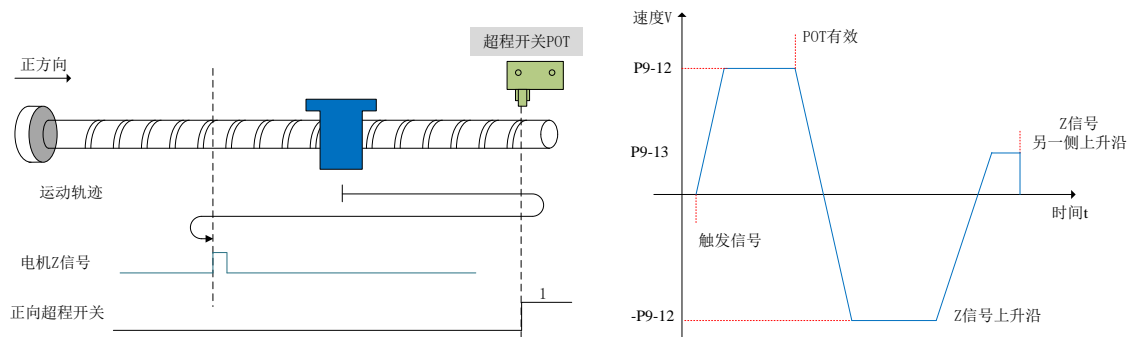 超程开关POT
正方向
运动轨迹
电机Z信号
正向超程开关
1
速度V
POT有效
P9-12
Z信号
另一侧上升沿
P9-13
时间t
触发信号
-P9-12
Z信号上升沿